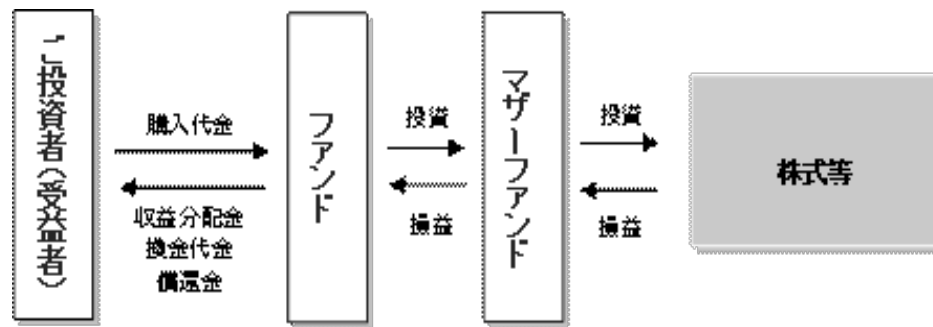 ご投資者(受益者)
購入代金
収益分配金
換金代金
償還金
ファンド
投資
損益
マザーファンド
投資
損益
株式等